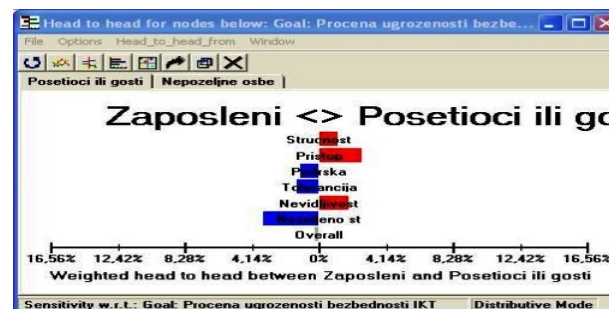 Head to head for nodes below: Goal: Procena ugrozenosti bezbe...
File Options Head_to_head_from Window
Posetioci ili gosti Nepozeljne osbe
Zaposleni <> Posetioci ili go
Strucnost
Pristup
Podrska
Tolerancija
Nevidljivost
Overall
16,56% 12,42% 8,28% 4,14% 0% 4,14% 8,28% 12,42% 16,56%
Weighted head to head between Zaposleni and Posetioci ili gosti
Sensitivity w.r.t.: Goal: Procena ugrozenosti bezbednosti IKT Distributive Mode